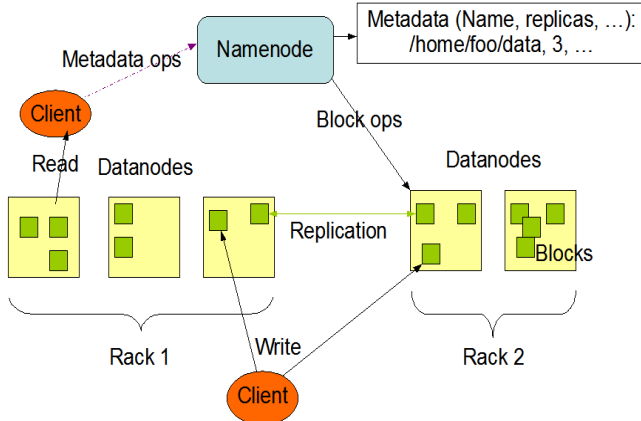 Metadata (Name, replicas, …):
/home/foo/data, 3, …
Namenode
Metadata ops
Client
Block ops
Read
Datanodes
Datanodes
Replication
Blocks
Rack 1
Write
Rack 2
Client